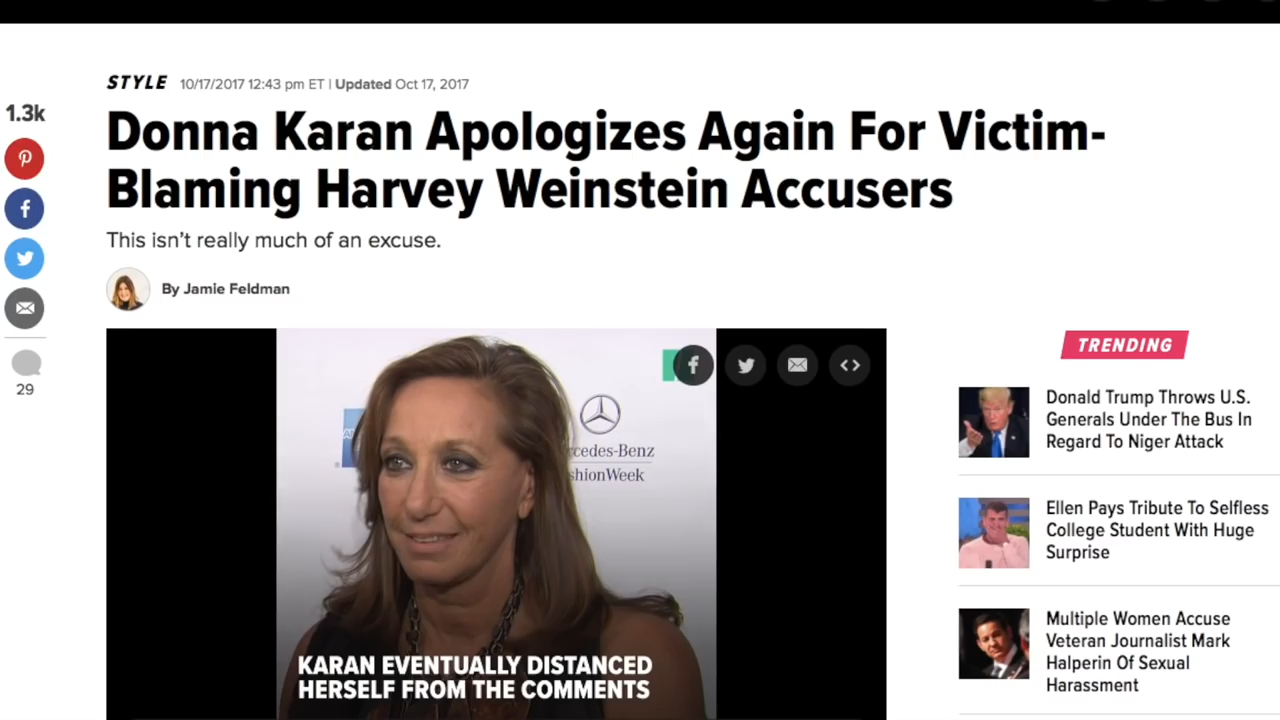 STYLE 10/17/2017 12:43 pm ET | Updated Oct 17, 2017
1.3k
Donna Karan Apologizes Again For Victim-
Blaming Harvey Weinstein Accusers
This isn't really much of an excuse.
By Jamie Feldman
29
Mercedes-Benz
FashionWeek
KARAN EVENTUALLY DISTANCED
HERSELF FROM THE COMMENTS
TRENDING
Donald Trump Throws U.S.
Generals Under The Bus In
Regard To Niger Attack
Ellen Pays Tribute To Selfless
College Student With Huge
Surprise
Multiple Women Accuse
Veteran Journalist Mark
Halperin Of Sexual
Harassment